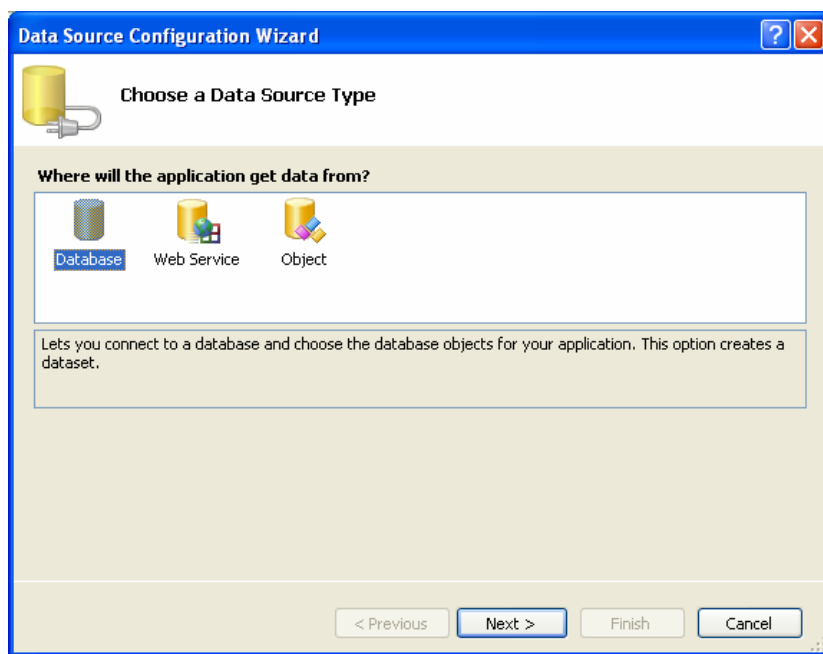 Data Source Configuration Wizard
Choose a Data Source Type
Where will the application get data from?
Database Web Service Object
Lets you connect to a database and choose the database objects for your application. This option creates a
dataset.
< Previous Next > Finish Cancel